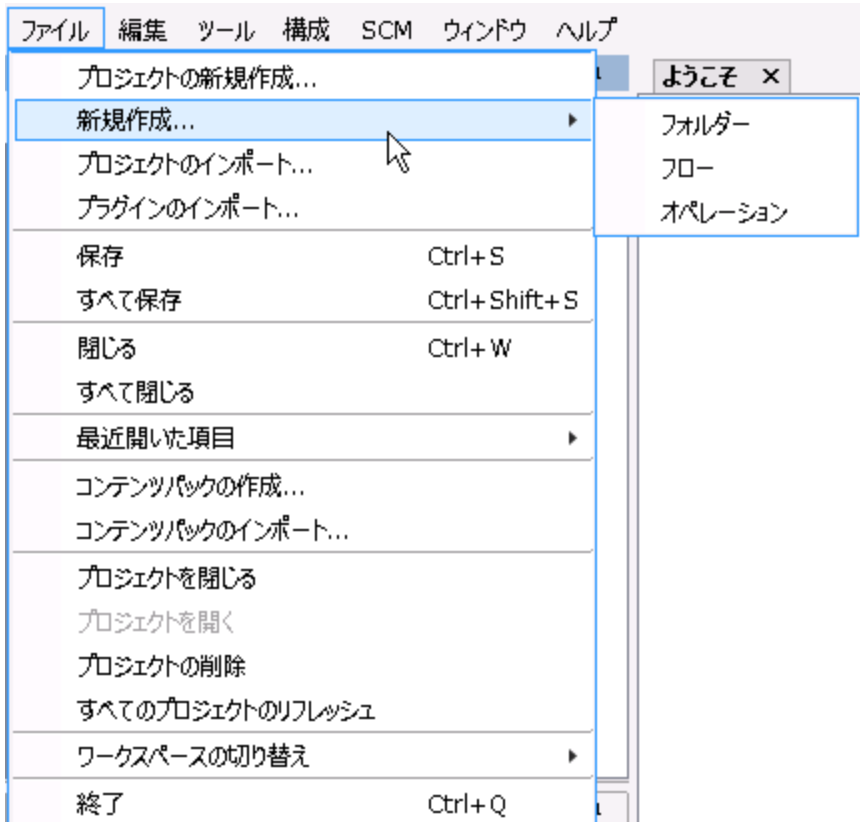 ファイル 編集 ツール 構成 SCM ウィンドウ ヘルプ
ようこそ ×
プロジェクトの新規作成...
新規作成...
フォルダー
フロー
オペレーション
プロジェクトのインポート...
プラグインのインポート...
保存 Ctrl+S
すべて保存 Ctrl+Shift+S
閉じる Ctrl+W
すべて閉じる
最近開いた項目
コンテンツパックの作成...
コンテンツパックのインポート...
プロジェクトを閉じる
プロジェクトを開く
プロジェクトの削除
すべてのプロジェクトのリフレッシュ
ワークスペースの切り替え
終了 Ctrl+Q